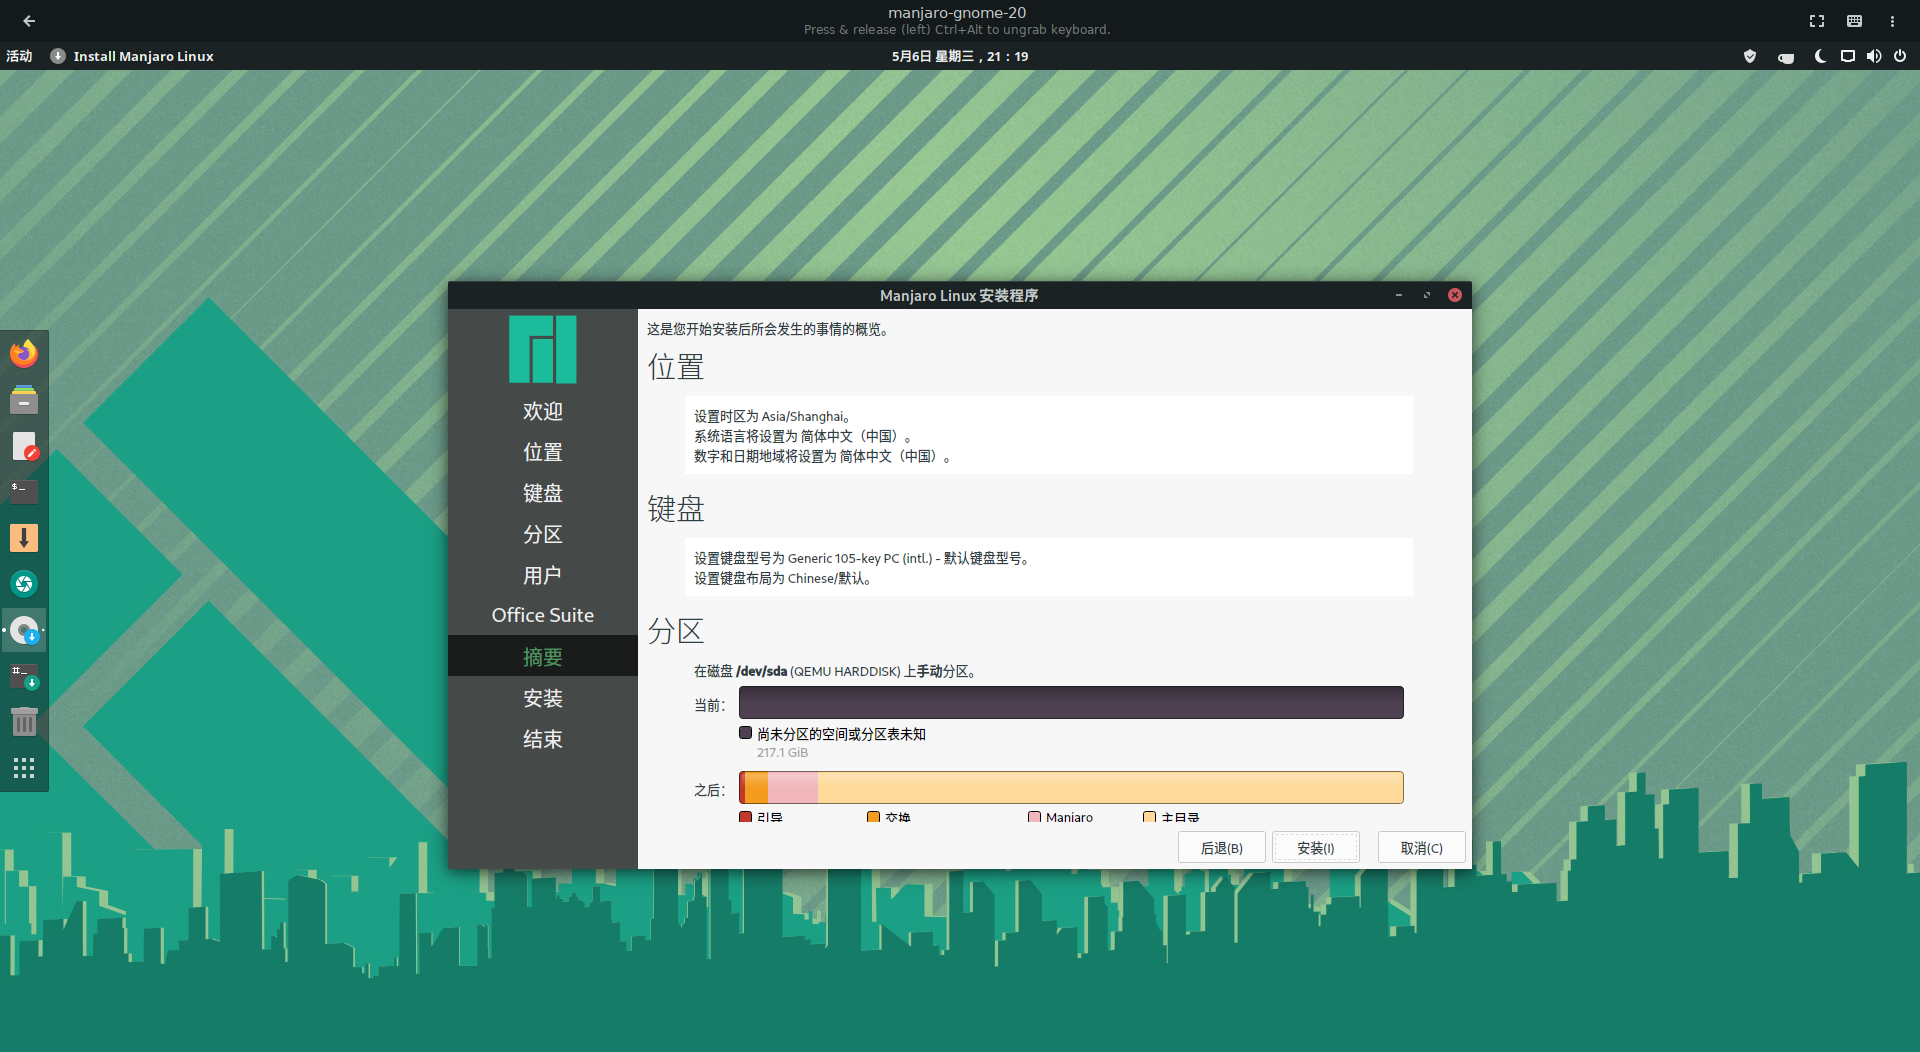 manjaro-gnome-20
Press & release (left) Ctrl+Alt to ungrab keyboard.
活动 Install Manjaro Linux 5月6日 星期三，21：19
Manjaro Linux 安装程序
欢迎
位置
键盘
分区
用户
Office Suite
摘要
安装
结束
这是您开始安装后所会发生的事情的概览。
位置
设置时区为 Asia/Shanghai。
系统语言将设置为 简体中文（中国）。
数字和日期地域将设置为 简体中文（中国）。
键盘
设置键盘型号为 Generic 105-key PC (intl.) - 默认键盘型号。
设置键盘布局为 Chinese/默认。
分区
在磁盘 /dev/sda (QEMU HARDDISK) 上手动分区。
当前：
尚未分区的空间或分区表未知
217.1 GiB
之后：
引导 交换 Manjaro 主目录
后退(B) 安装(I) 取消(C)